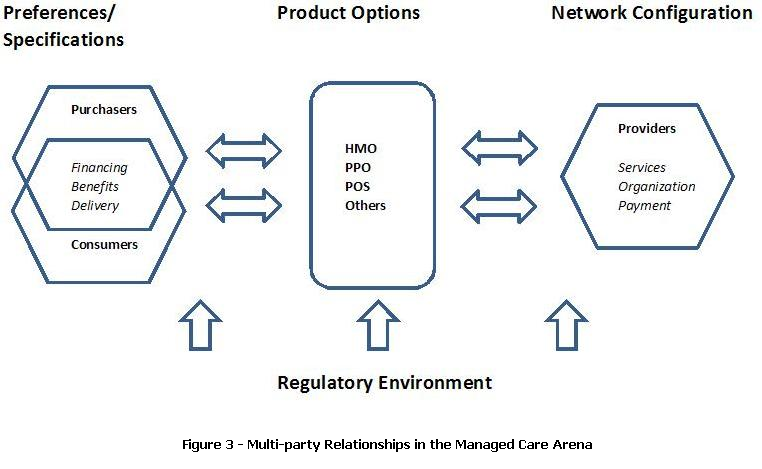 Preferences/
Specifications
Product Options
Network Configuration
Purchasers
Financing
Benefits
Delivery
Consumers
HMO
PPO
POS
Others
Providers
Services
Organization
Payment
Regulatory Environment
Figure 3 - Multi-party Relationships in the Managed Care Arena